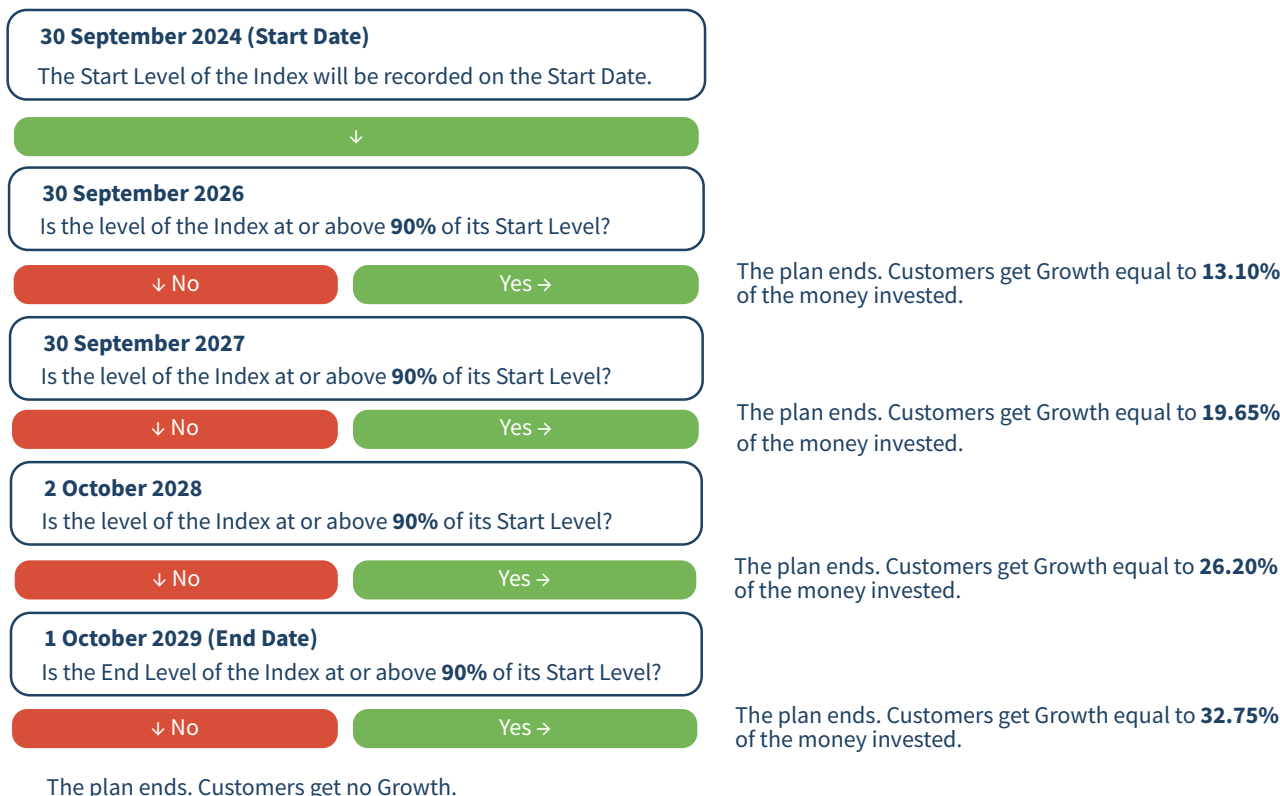 30 September 2024 (Start Date)
The Start Level of the Index will be recorded on the Start Date.
↓
30 September 2026
Is the level of the Index at or above 90% of its Start Level?
↓ No
Yes →
The plan ends. Customers get Growth equal to 13.10%
of the money invested.
30 September 2027
Is the level of the Index at or above 90% of its Start Level?
↓ No
Yes →
The plan ends. Customers get Growth equal to 19.65%
of the money invested.
2 October 2028
Is the level of the Index at or above 90% of its Start Level?
↓ No
Yes →
The plan ends. Customers get Growth equal to 26.20%
of the money invested.
1 October 2029 (End Date)
Is the End Level of the Index at or above 90% of its Start Level?
↓ No
Yes →
The plan ends. Customers get Growth equal to 32.75%
of the money invested.
The plan ends. Customers get no Growth.